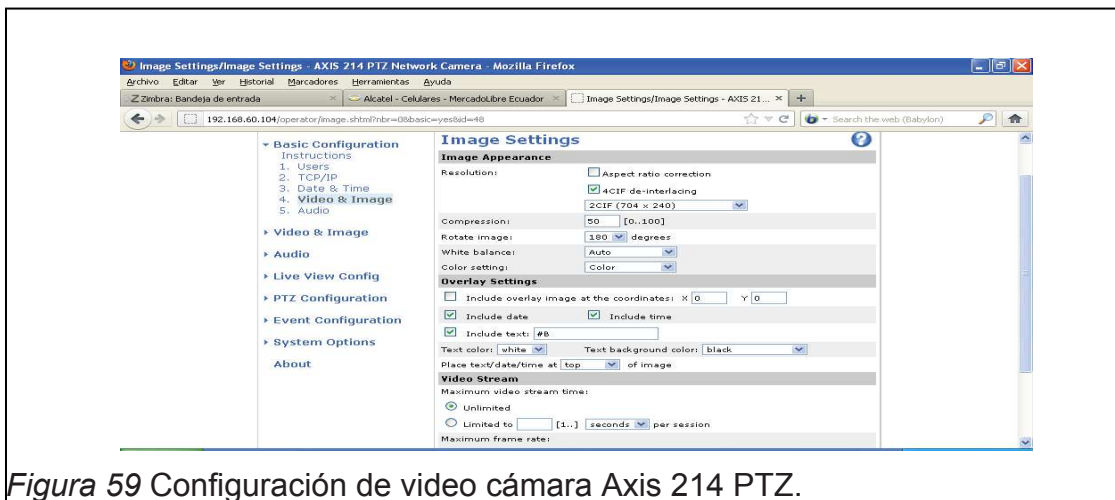 Image Settings/Image Settings - AXIS 214 PTZ Network Camera - Mozilla Firefox
Archivo Editar Ver Historial Marcadores Herramientas Ayuda
Zimbra: Bandeja de entrada Alcatel - Celulares - MercadoLibre Ecuador Image Settings/Image Settings - AXIS 21...
192.168.60.104/operator/image.shtml?nbr=0&basic=yes&id=48 Search the web (Babylon)
Basic Configuration
Instructions
1. Users
2. TCP/IP
3. Date & Time
4. Video & Image
5. Audio
Video & Image
Audio
Live View Config
PTZ Configuration
Event Configuration
System Options
About
Image Settings
Image Appearance
Resolution: Aspect ratio correction
4CIF de-interlacing
2CIF (704 x 240)
Compression: 50 [0..100]
Rotate image: 180 degrees
White balance: Auto
Color setting: Color
Overlay Settings
Include overlay image at the coordinates: X 0 Y 0
Include date Include time
Include text: #B
Text color: white Text background color: black
Place text/date/time at top of image
Video Stream
Maximum video stream time:
Unlimited
Limited to [1..] seconds per session
Maximum frame rate:
Figura 59 Configuración de video cámara Axis 214 PTZ.